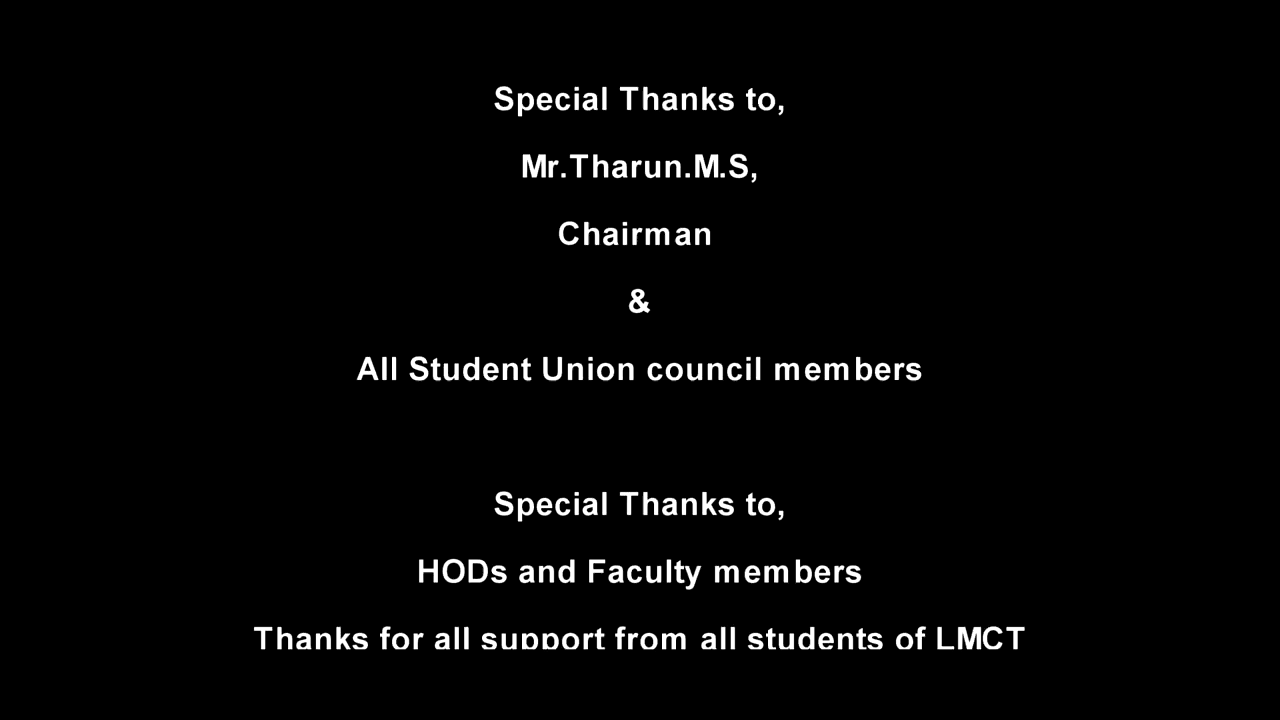 Special Thanks to,
Mr.Tharun.M.S,
Chairman
&
All Student Union council members
Special Thanks to,
HODs and Faculty members
Thanks for all support from all students of LMCT